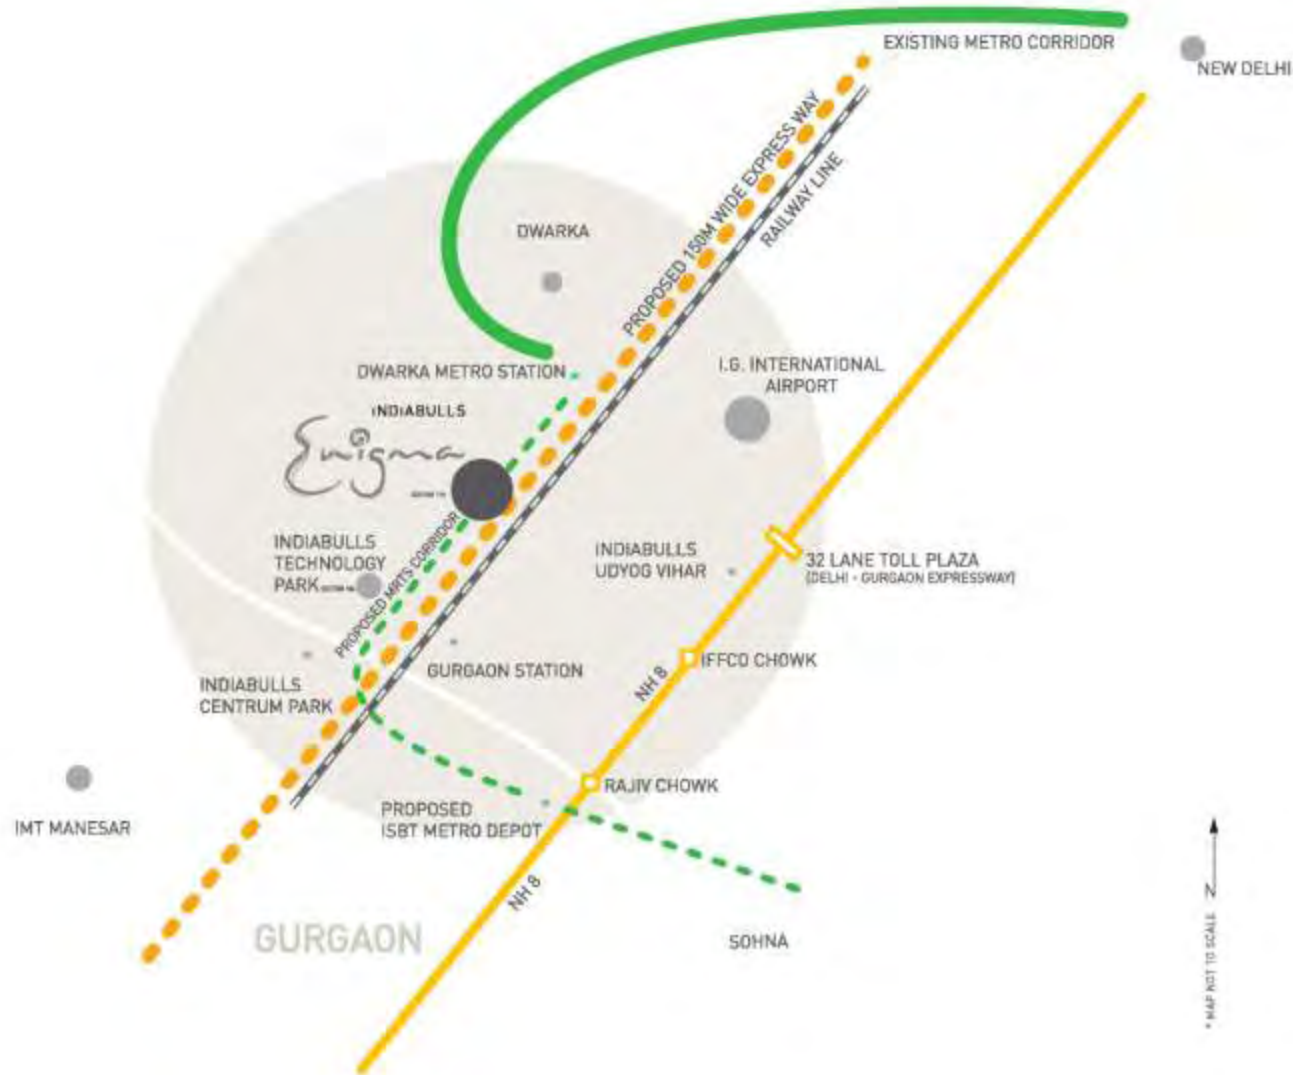 EXISTING METRO CORRIDOR
NEW DELHI
PROPOSED 150M WIDE EXPRESS WAY
RAILWAY LINE
DWARKA
DWARKA METRO STATION
I.G. INTERNATIONAL
AIRPORT
INDIABULLS
Enigma
PROPOSED MRTS CORRIDOR
INDIABULLS
TECHNOLOGY
PARK
INDIABULLS
UDYOG VIHAR
32 LANE TOLL PLAZA
(DELHI - GURGAON EXPRESSWAY)
IFFCO CHOWK
GURGAON STATION
NH 8
INDIABULLS
CENTRUM PARK
RAJIV CHOWK
IMT MANESAR
PROPOSED
ISBT METRO DEPOT
NH 8
GURGAON
SOHNA
N
* MAP NOT TO SCALE